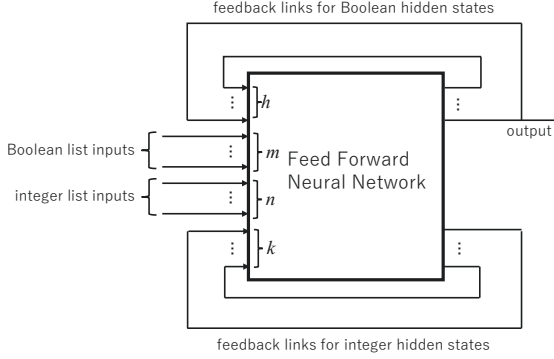 feedback links for Boolean hidden states
h
output
Boolean list inputs
m
Feed Forward
Neural Network
integer list inputs
n
k
feedback links for integer hidden states